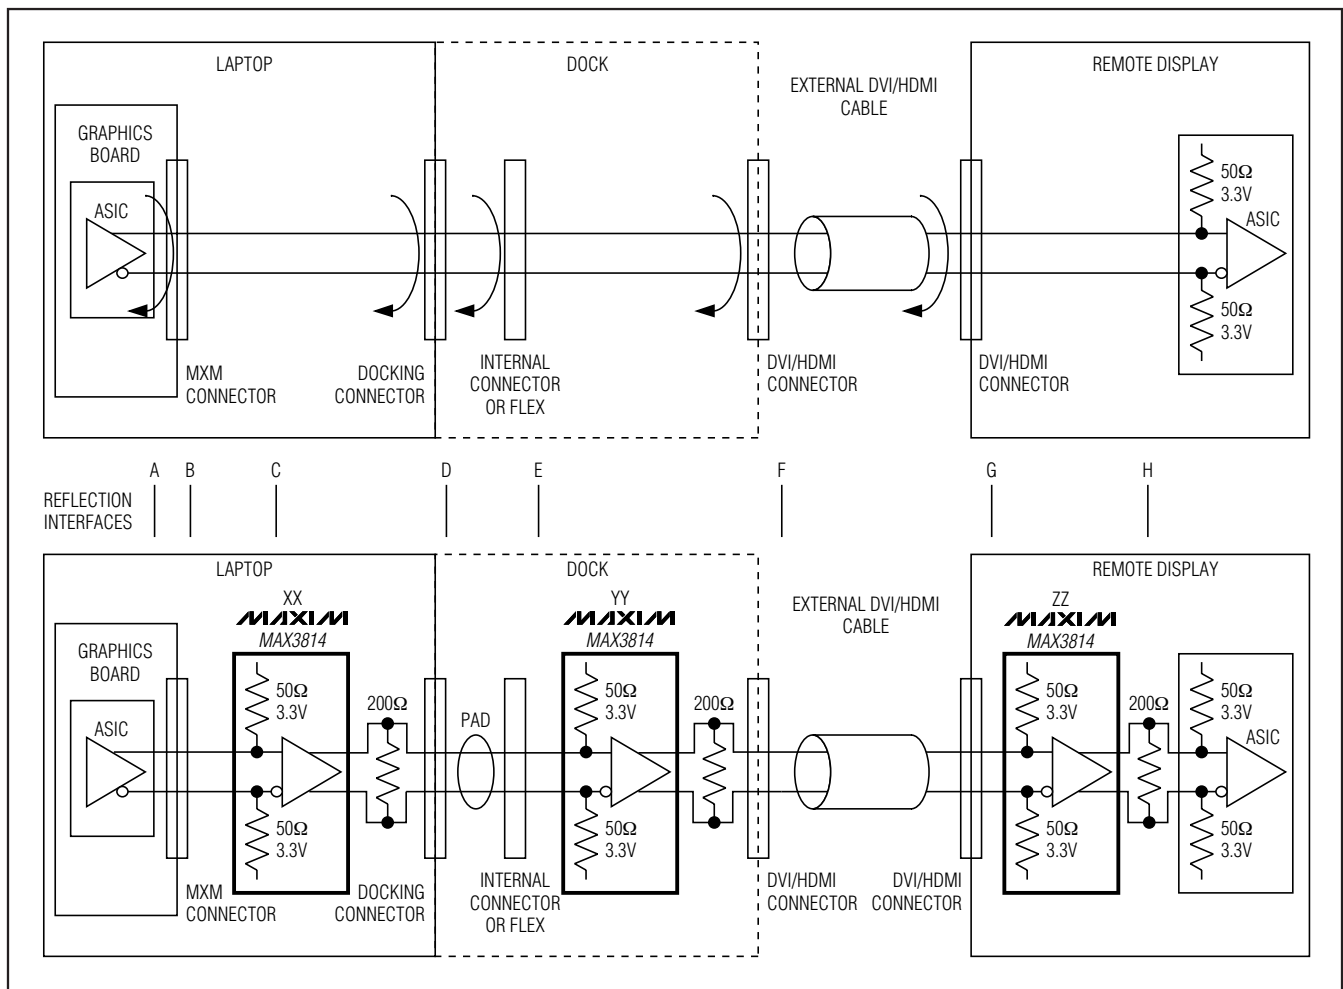 LAPTOP
DOCK
EXTERNAL DVI/HDMI
CABLE
REMOTE DISPLAY
GRAPHICS
BOARD
ASIC
50Ω
3.3V
ASIC
50Ω
3.3V
MXM
CONNECTOR
DOCKING
CONNECTOR
INTERNAL
CONNECTOR
OR FLEX
DVI/HDMI
CONNECTOR
DVI/HDMI
CONNECTOR
REFLECTION
INTERFACES
A
B
C
D
E
F
G
H
LAPTOP
DOCK
EXTERNAL DVI/HDMI
CABLE
REMOTE DISPLAY
XX
MAXIM
MAX3814
YY
MAXIM
MAX3814
ZZ
MAXIM
MAX3814
GRAPHICS
BOARD
ASIC
50Ω
3.3V
50Ω
3.3V
200Ω
PAD
50Ω
3.3V
50Ω
3.3V
200Ω
50Ω
3.3V
50Ω
3.3V
200Ω
50Ω
3.3V
ASIC
50Ω
3.3V
MXM
CONNECTOR
DOCKING
CONNECTOR
INTERNAL
CONNECTOR
OR FLEX
DVI/HDMI
CONNECTOR
DVI/HDMI
CONNECTOR